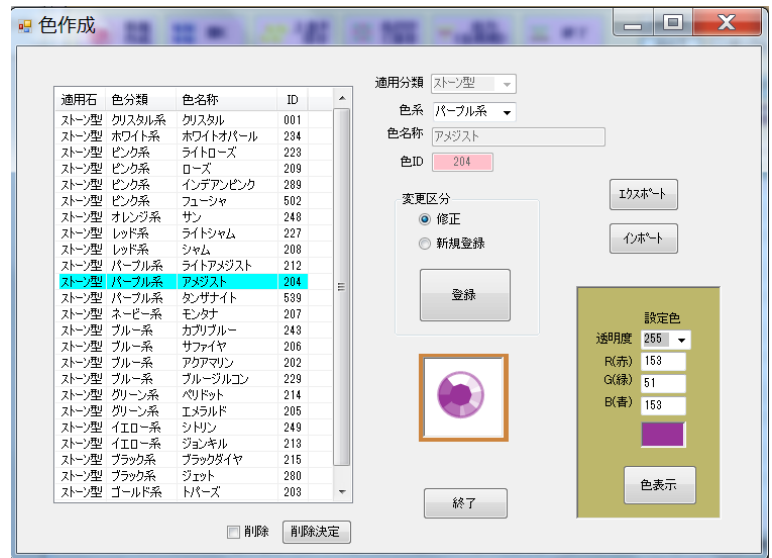 色作成
適用分類 ストーン型
色系 パープル系
色名称 アメジスト
色ID 204
適用石 色分類 色名称 ID
ストーン型 クリスタル系 クリスタル 001
ストーン型 ホワイト系 ホワイトオパール 234
ストーン型 ピンク系 ライトローズ 223
ストーン型 ピンク系 ローズ 209
ストーン型 ピンク系 インデアンピンク 289
ストーン型 ピンク系 フューシャ 502
ストーン型 オレンジ系 サン 248
ストーン型 レッド系 ライトシャム 227
ストーン型 レッド系 シャム 208
ストーン型 パープル系 ライトアメジスト 212
ストーン型 パープル系 アメジスト 204
ストーン型 パープル系 タンザナイト 539
ストーン型 ネービー系 モンタナ 207
ストーン型 ブルー系 カプリブルー 243
ストーン型 ブルー系 サファイヤ 206
ストーン型 ブルー系 アクアマリン 202
ストーン型 ブルー系 ブルージルコン 229
ストーン型 グリーン系 ペリドット 214
ストーン型 グリーン系 エメラルド 205
ストーン型 イエロー系 シトリン 249
ストーン型 イエロー系 ジョンキル 213
ストーン型 ブラック系 ブラックダイヤ 215
ストーン型 ブラック系 ジェット 280
ストーン型 ゴールド系 トパーズ 203
変更区分
修正
新規登録
登録
エクスポート
インポート
設定色
透明度 255
R(赤) 153
G(緑) 51
B(青) 153
色表示
終了
削除 削除決定